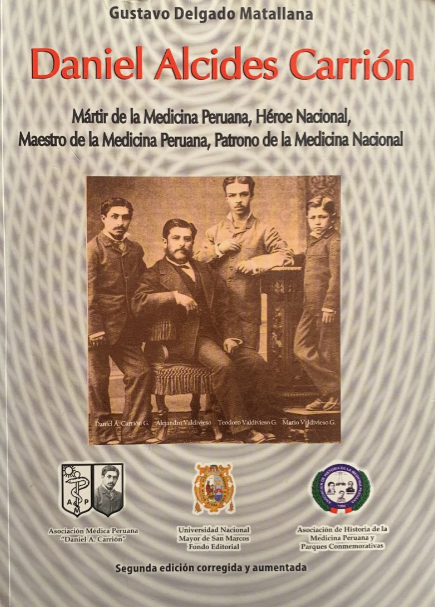 Gustavo Delgado Matallana
Daniel Alcides Carrión
Mártir de la Medicina Peruana, Héroe Nacional,
Maestro de la Medicina Peruana, Patrono de la Medicina Nacional
Daniel A. Carrión G. Alejandro Valdivieso Teodoro Valdivieso G. Mario Valdivieso G.
A P
Asociación Médica Peruana
"Daniel A. Carrión"
Universidad Nacional
Mayor de San Marcos
Fondo Editorial
Asociación de Historia de la
Medicina Peruana y
Parques Conmemorativas
Segunda edición corregida y aumentada